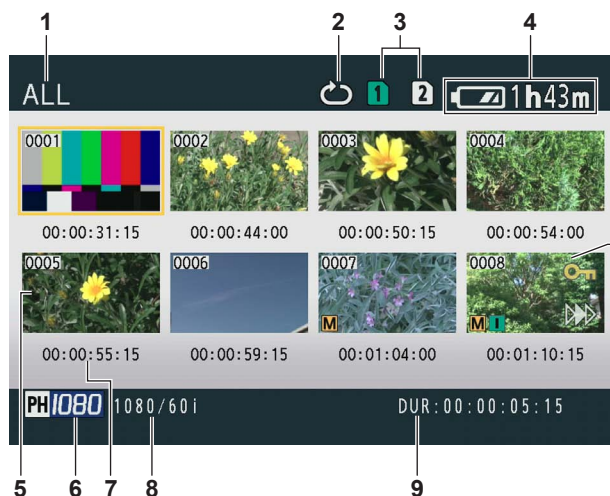 1 2 3 4
ALL 1 2 1h43m
0001 0002 0003 0004
00:00:31:15 00:00:44:00 00:00:50:15 00:00:54:00
0005 0006 0007 0008
M M I
00:00:55:15 00:00:59:15 00:01:04:00 00:01:10:15
PH 1080 1080/60i DUR:00:00:05:15
5 6 7 8 9